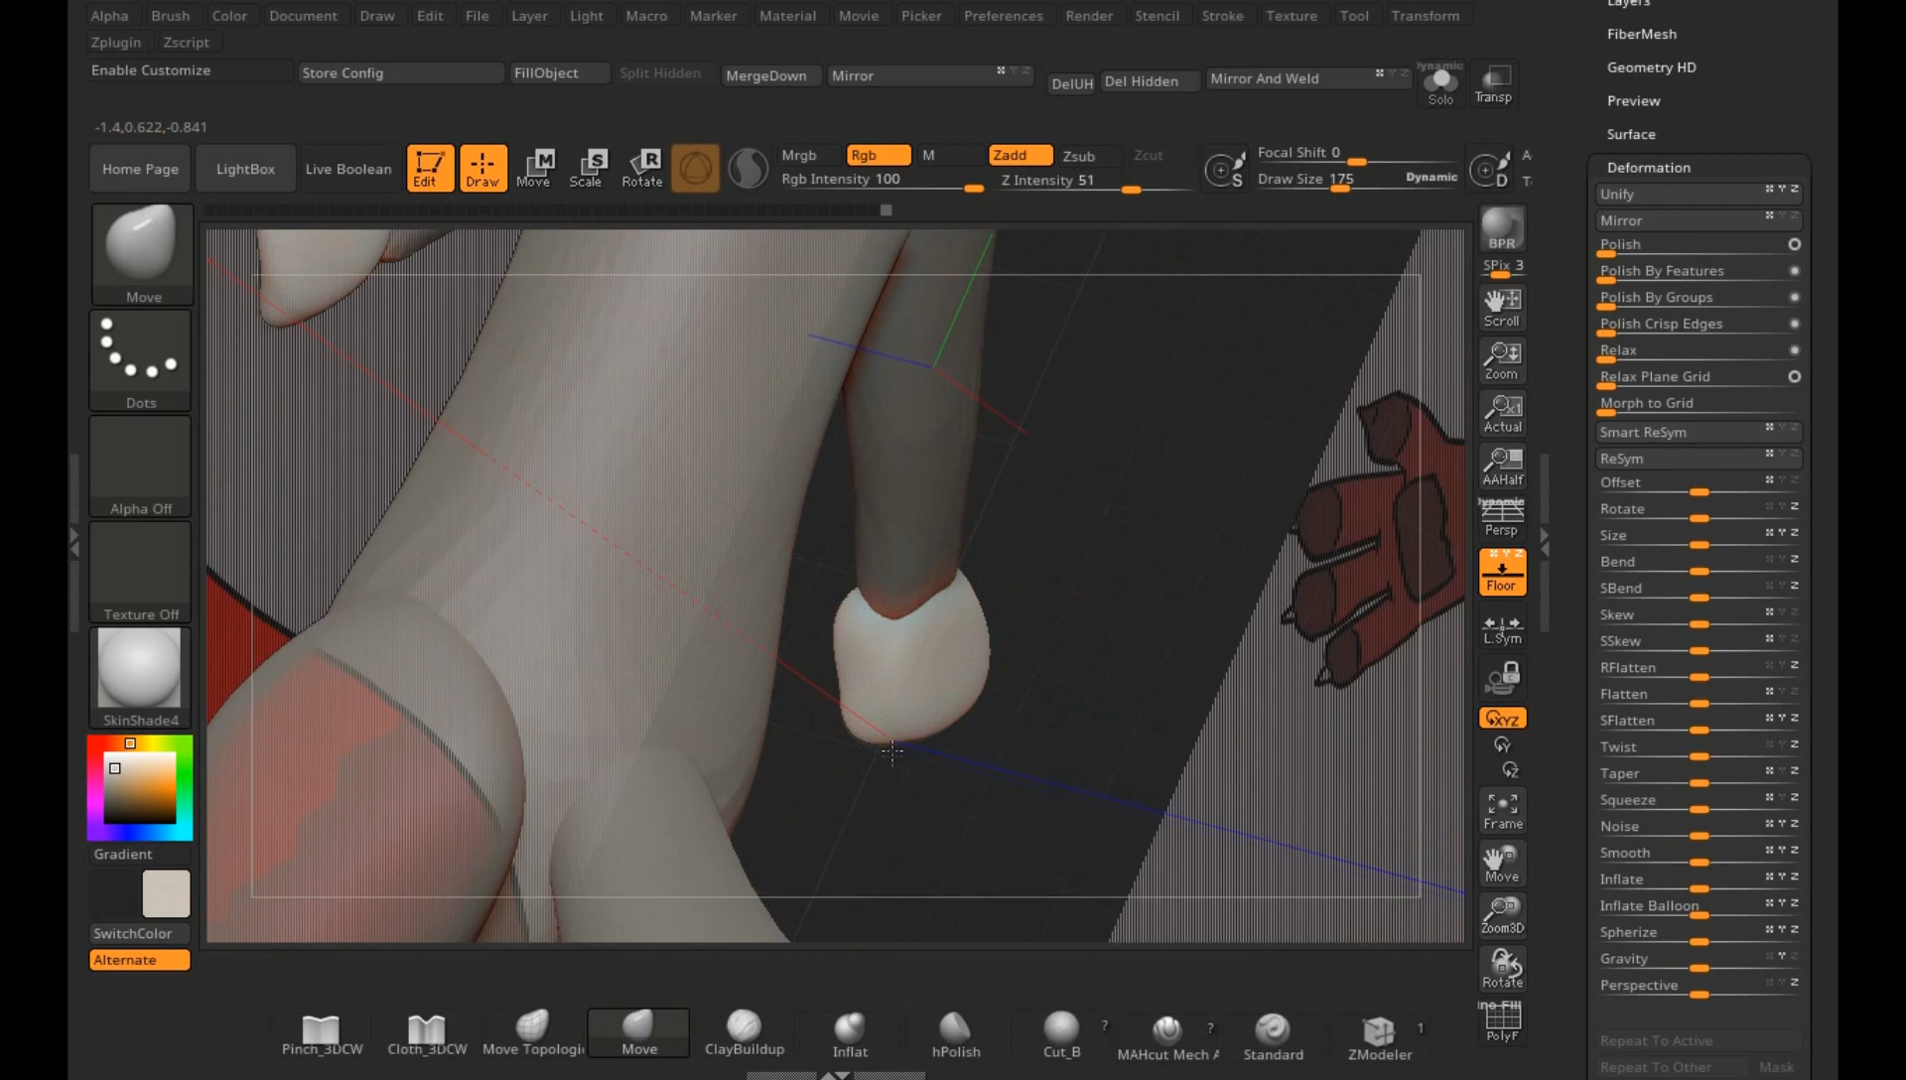 Alpha Brush Color Document Draw Edit File Layer Light Macro Marker Material Movie Picker Preferences Render Stencil Stroke Texture Tool Transform
Zplugin Zscript
Enable Customize Store Config FillObject Split Hidden MergeDown Mirror DelUH Del Hidden Mirror And Weld Dynamic Solo Transp
-1.4,0.622,-0.841
Home Page LightBox Live Boolean Edit Draw Move Scale Rotate
Mrgb Rgb M Zadd Zsub Zcut
Rgb Intensity 100 Z Intensity 51
Focal Shift 0
Draw Size 175 Dynamic
Move
Dots
Alpha Off
Texture Off
SkinShade4
Gradient
SwitchColor
Alternate
BPR
SPix 3
Scroll
Zoom
Actual
AAHalf
Dynamic
Persp
Floor
L.Sym
XYZ
Frame
Move
Zoom3D
Rotate
PolyF
Layers
FiberMesh
Geometry HD
Preview
Surface
Deformation
Unify
Mirror
Polish
Polish By Features
Polish By Groups
Polish Crisp Edges
Relax
Relax Plane Grid
Morph to Grid
Smart ReSym
ReSym
Offset
Rotate
Size
Bend
SBend
Skew
SSkew
RFlatten
Flatten
SFlatten
Twist
Taper
Squeeze
Noise
Smooth
Inflate
Inflate Balloon
Spherize
Gravity
Perspective
Repeat To Active
Repeat To Other Mask
Pinch_3DCW Cloth_3DCW Move Topologi Move ClayBuildup Inflat hPolish Cut_B ? MAHcut Mech A ? Standard ZModeler 1